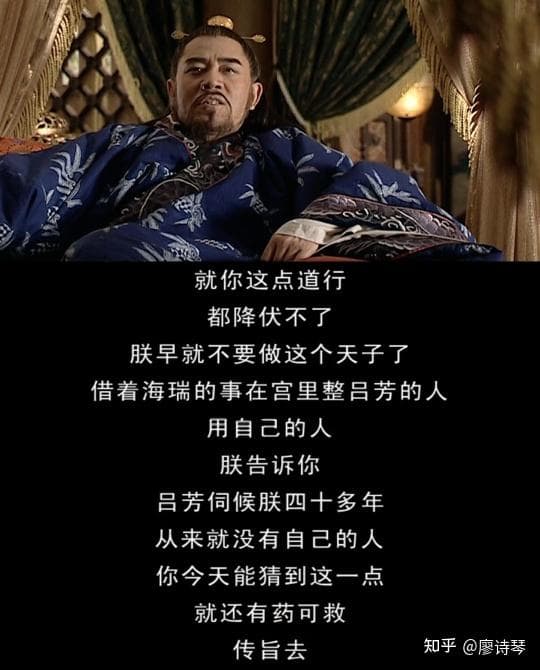 就你这点道行
都降伏不了
朕早就不要做这个天子了
借着海瑞的事在宫里整吕芳的人
用自己的人
朕告诉你
吕芳伺候朕四十多年
从来就没有自己的人
你今天能猜到这一点
就还有药可救
传旨去
知乎 @廖诗琴